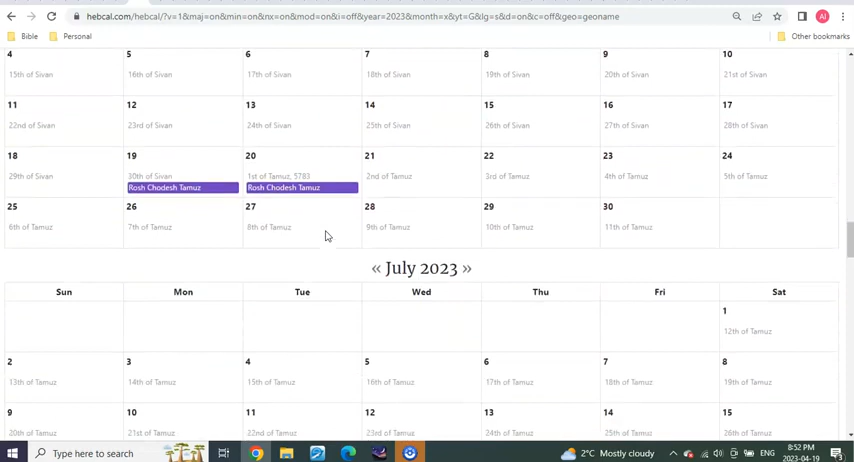 hebcal.com/hebcal/?v=1&maj=on&min=on&nx=on&mod=on&i=off&year=2023&month=x&yt=G&lg=s&d=on&c=off&geo=geoname
AI
Bible Personal Other bookmarks
4 5 6 7 8 9 10
15th of Sivan 16th of Sivan 17th of Sivan 18th of Sivan 19th of Sivan 20th of Sivan 21st of Sivan
11 12 13 14 15 16 17
22nd of Sivan 23rd of Sivan 24th of Sivan 25th of Sivan 26th of Sivan 27th of Sivan 28th of Sivan
18 19 20 21 22 23 24
29th of Sivan 30th of Sivan 1st of Tamuz, 5783 2nd of Tamuz 3rd of Tamuz 4th of Tamuz 5th of Tamuz
Rosh Chodesh Tamuz Rosh Chodesh Tamuz
25 26 27 28 29 30
6th of Tamuz 7th of Tamuz 8th of Tamuz 9th of Tamuz 10th of Tamuz 11th of Tamuz
« July 2023 »
Sun Mon Tue Wed Thu Fri Sat
1
12th of Tamuz
2 3 4 5 6 7 8
13th of Tamuz 14th of Tamuz 15th of Tamuz 16th of Tamuz 17th of Tamuz 18th of Tamuz 19th of Tamuz
9 10 11 12 13 14 15
20th of Tamuz 21st of Tamuz 22nd of Tamuz 23rd of Tamuz 24th of Tamuz 25th of Tamuz 26th of Tamuz
Type here to search 2°C Mostly cloudy ENG 8:52 PM
2023-04-19
3